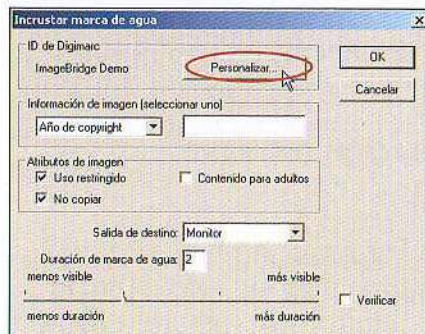 Incrustar marca de agua
ID de Digimarc
ImageBridge Demo
Personalizar...
OK
Cancelar
Información de imagen (seleccionar uno)
Año de copyright
Atributos de imagen
Uso restringido
Contenido para adultos
No copiar
Salida de destino: Monitor
Duración de marca de agua: 2
menos visible más visible
menos duración más duración
Verificar